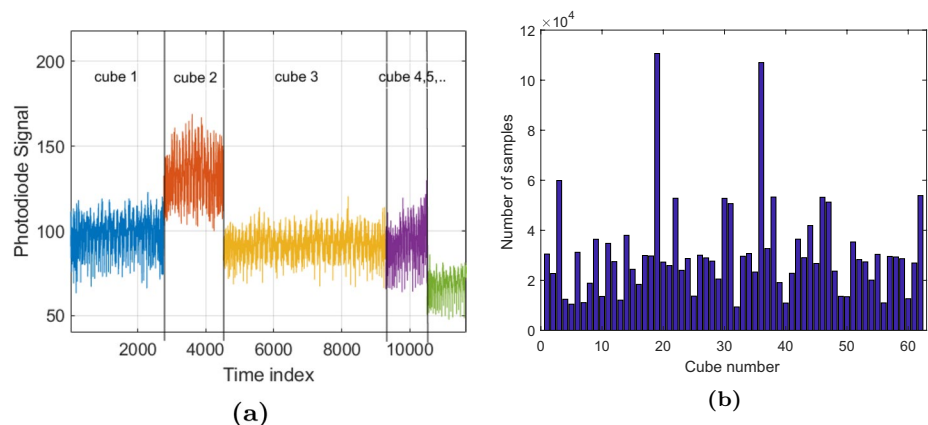 200
150
100
50
Photodiode Signal
cube 1
cube 2
cube 3
cube 4,5,..
2000
4000
6000
8000
10000
Time index
(a)
×10⁴
12
10
8
6
4
2
0
Number of samples
0
10
20
30
40
50
60
Cube number
(b)